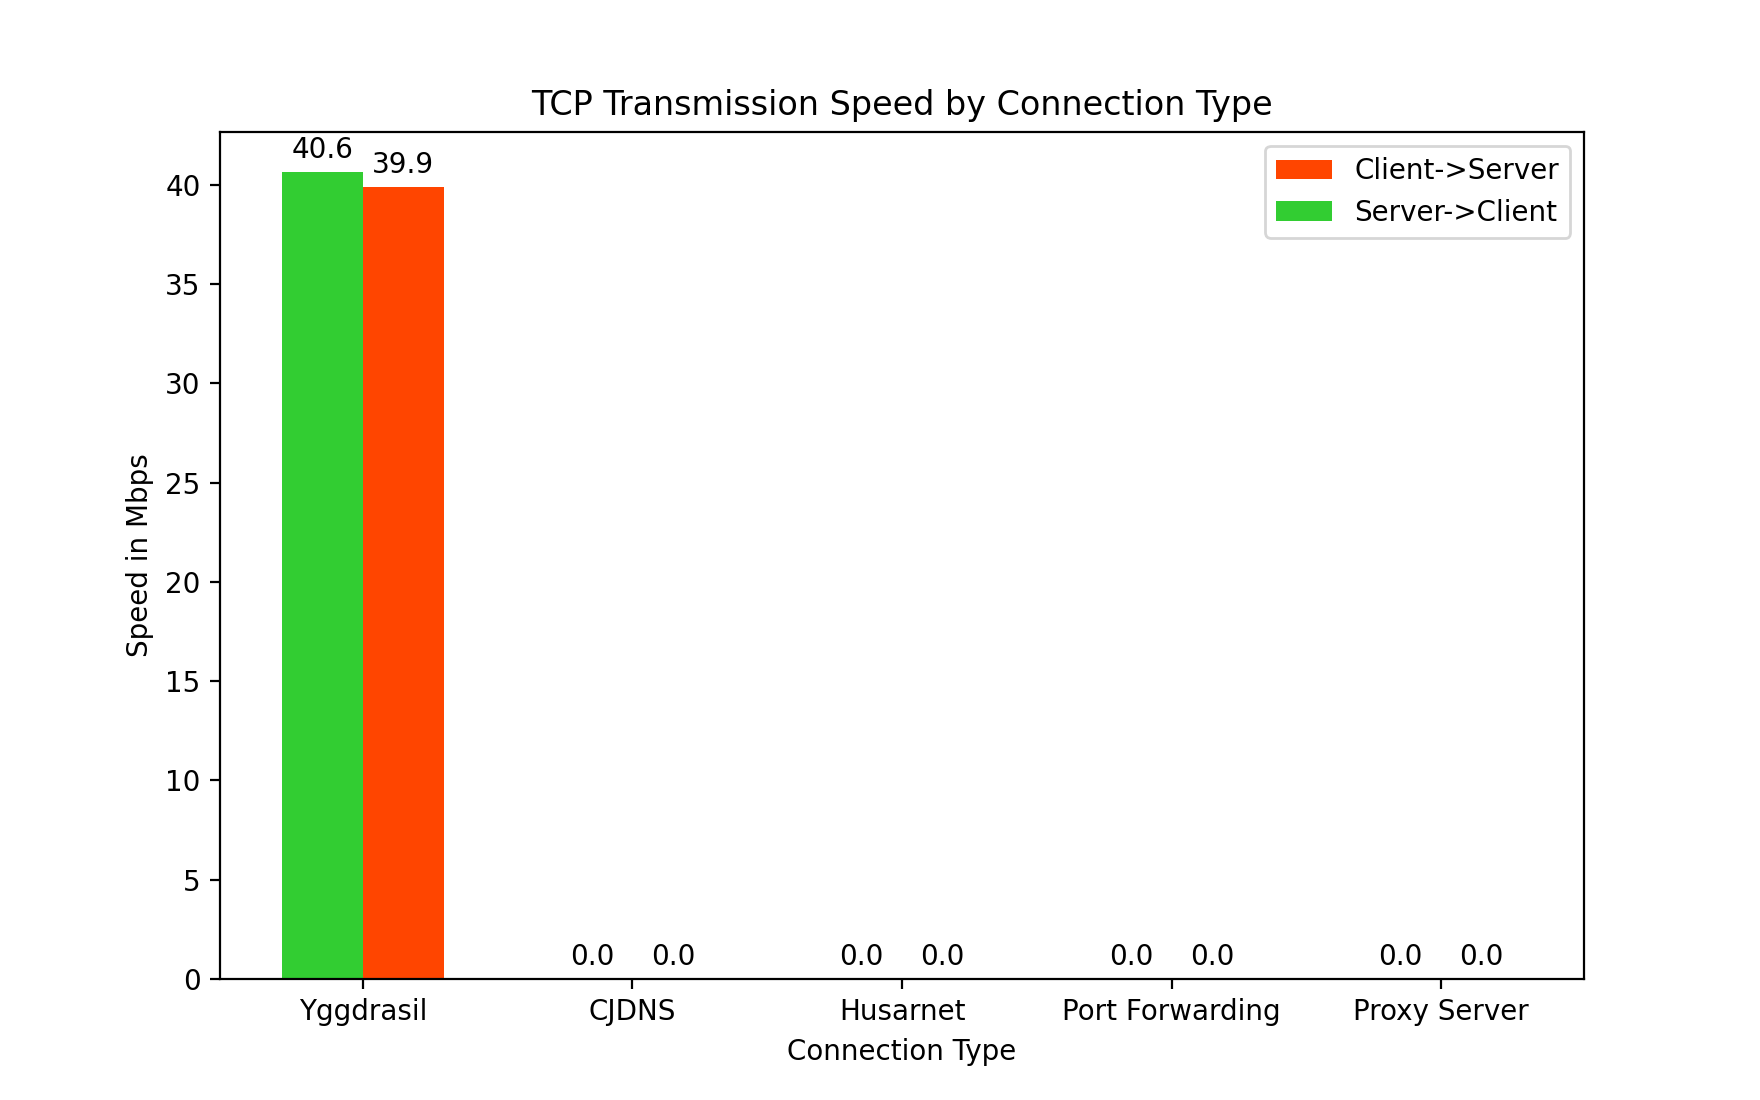 TCP Transmission Speed by Connection Type
40.6
39.9
Client->Server
Server->Client
40
35
30
25
20
15
10
5
0
Speed in Mbps
0.0 0.0 0.0 0.0 0.0 0.0 0.0 0.0
Yggdrasil CJDNS Husarnet Port Forwarding Proxy Server
Connection Type